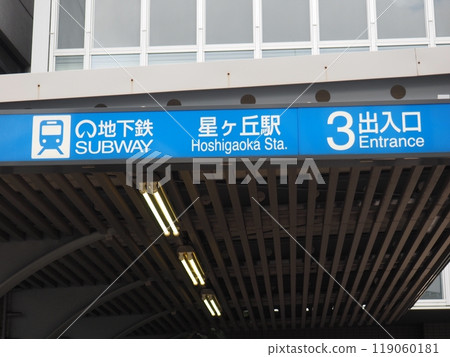 地下鉄
SUBWAY
星ヶ丘駅
Hoshigaoka Sta.
3 出入口
Entrance
PIXTA
119060181